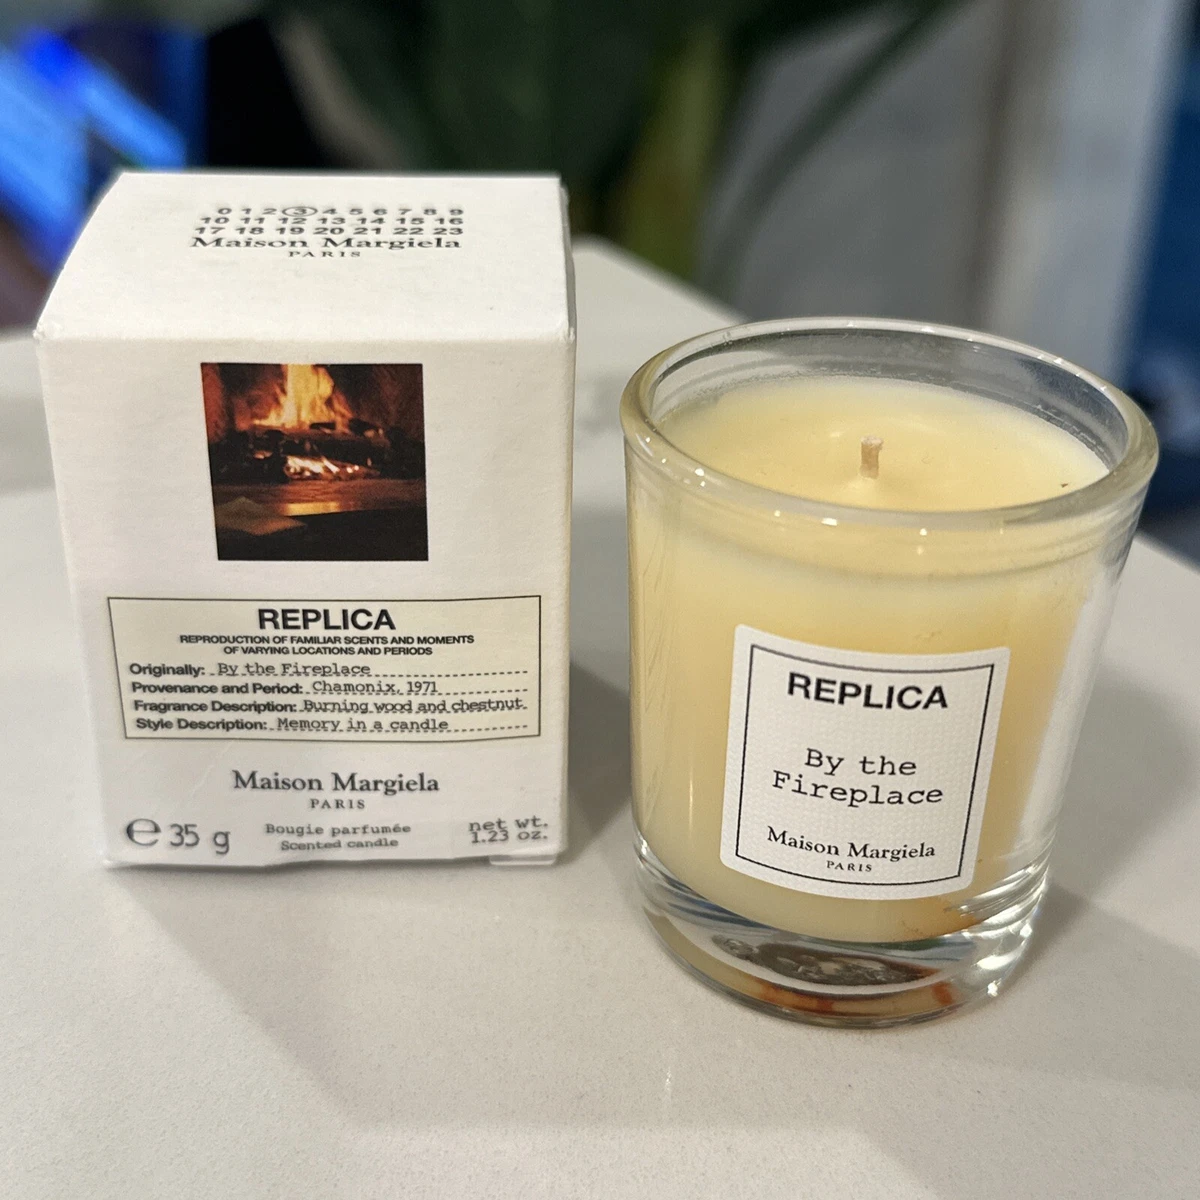 0 1 2 3 4 5 6 7 8 9
10 11 12 13 14 15 16
17 18 19 20 21 22 23
Maison Margiela
PARIS
REPLICA
REPRODUCTION OF FAMILIAR SCENTS AND MOMENTS
OF VARYING LOCATIONS AND PERIODS
Originally: By the Fireplace
Provenance and Period: Chamonix, 1971
Fragrance Description: Burning wood and chestnut
Style Description: Memory in a candle
Maison Margiela
PARIS
℮ 35 g
Bougie parfumée
Scented candle
net wt.
1.23 oz.
REPLICA
By the
Fireplace
Maison Margiela
PARIS